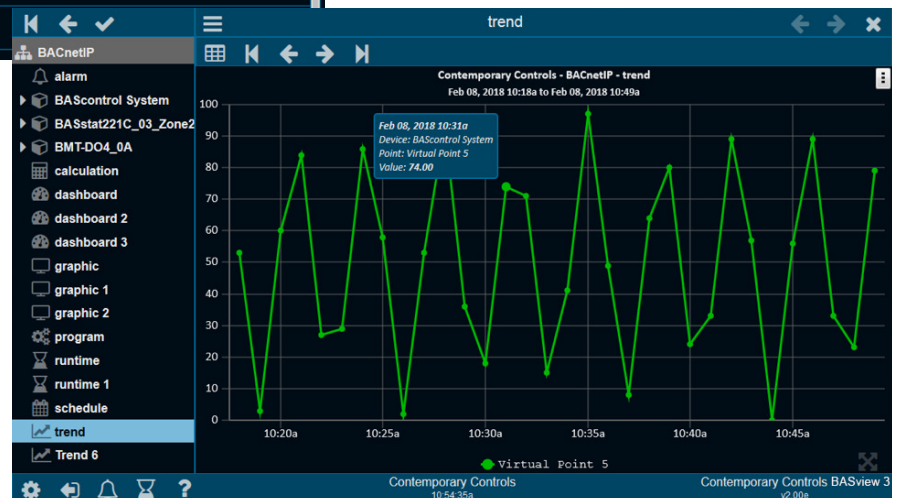 trend
BACnetIP
alarm
BAScontrol System
BASstat221C_03_Zone2
BMT-DO4_0A
calculation
dashboard
dashboard 2
dashboard 3
graphic
graphic 1
graphic 2
program
runtime
runtime 1
schedule
trend
Trend 6
Contemporary Controls - BACnetIP - trend
Feb 08, 2018 10:18a to Feb 08, 2018 10:49a
100
90
80
70
60
50
40
30
20
10
0
Feb 08, 2018 10:31a
Device: BAScontrol System
Point: Virtual Point 5
Value: 74.00
10:20a 10:25a 10:30a 10:35a 10:40a 10:45a
Virtual Point 5
?
Contemporary Controls
10:54:35a
Contemporary Controls BASview 3
v2.00e